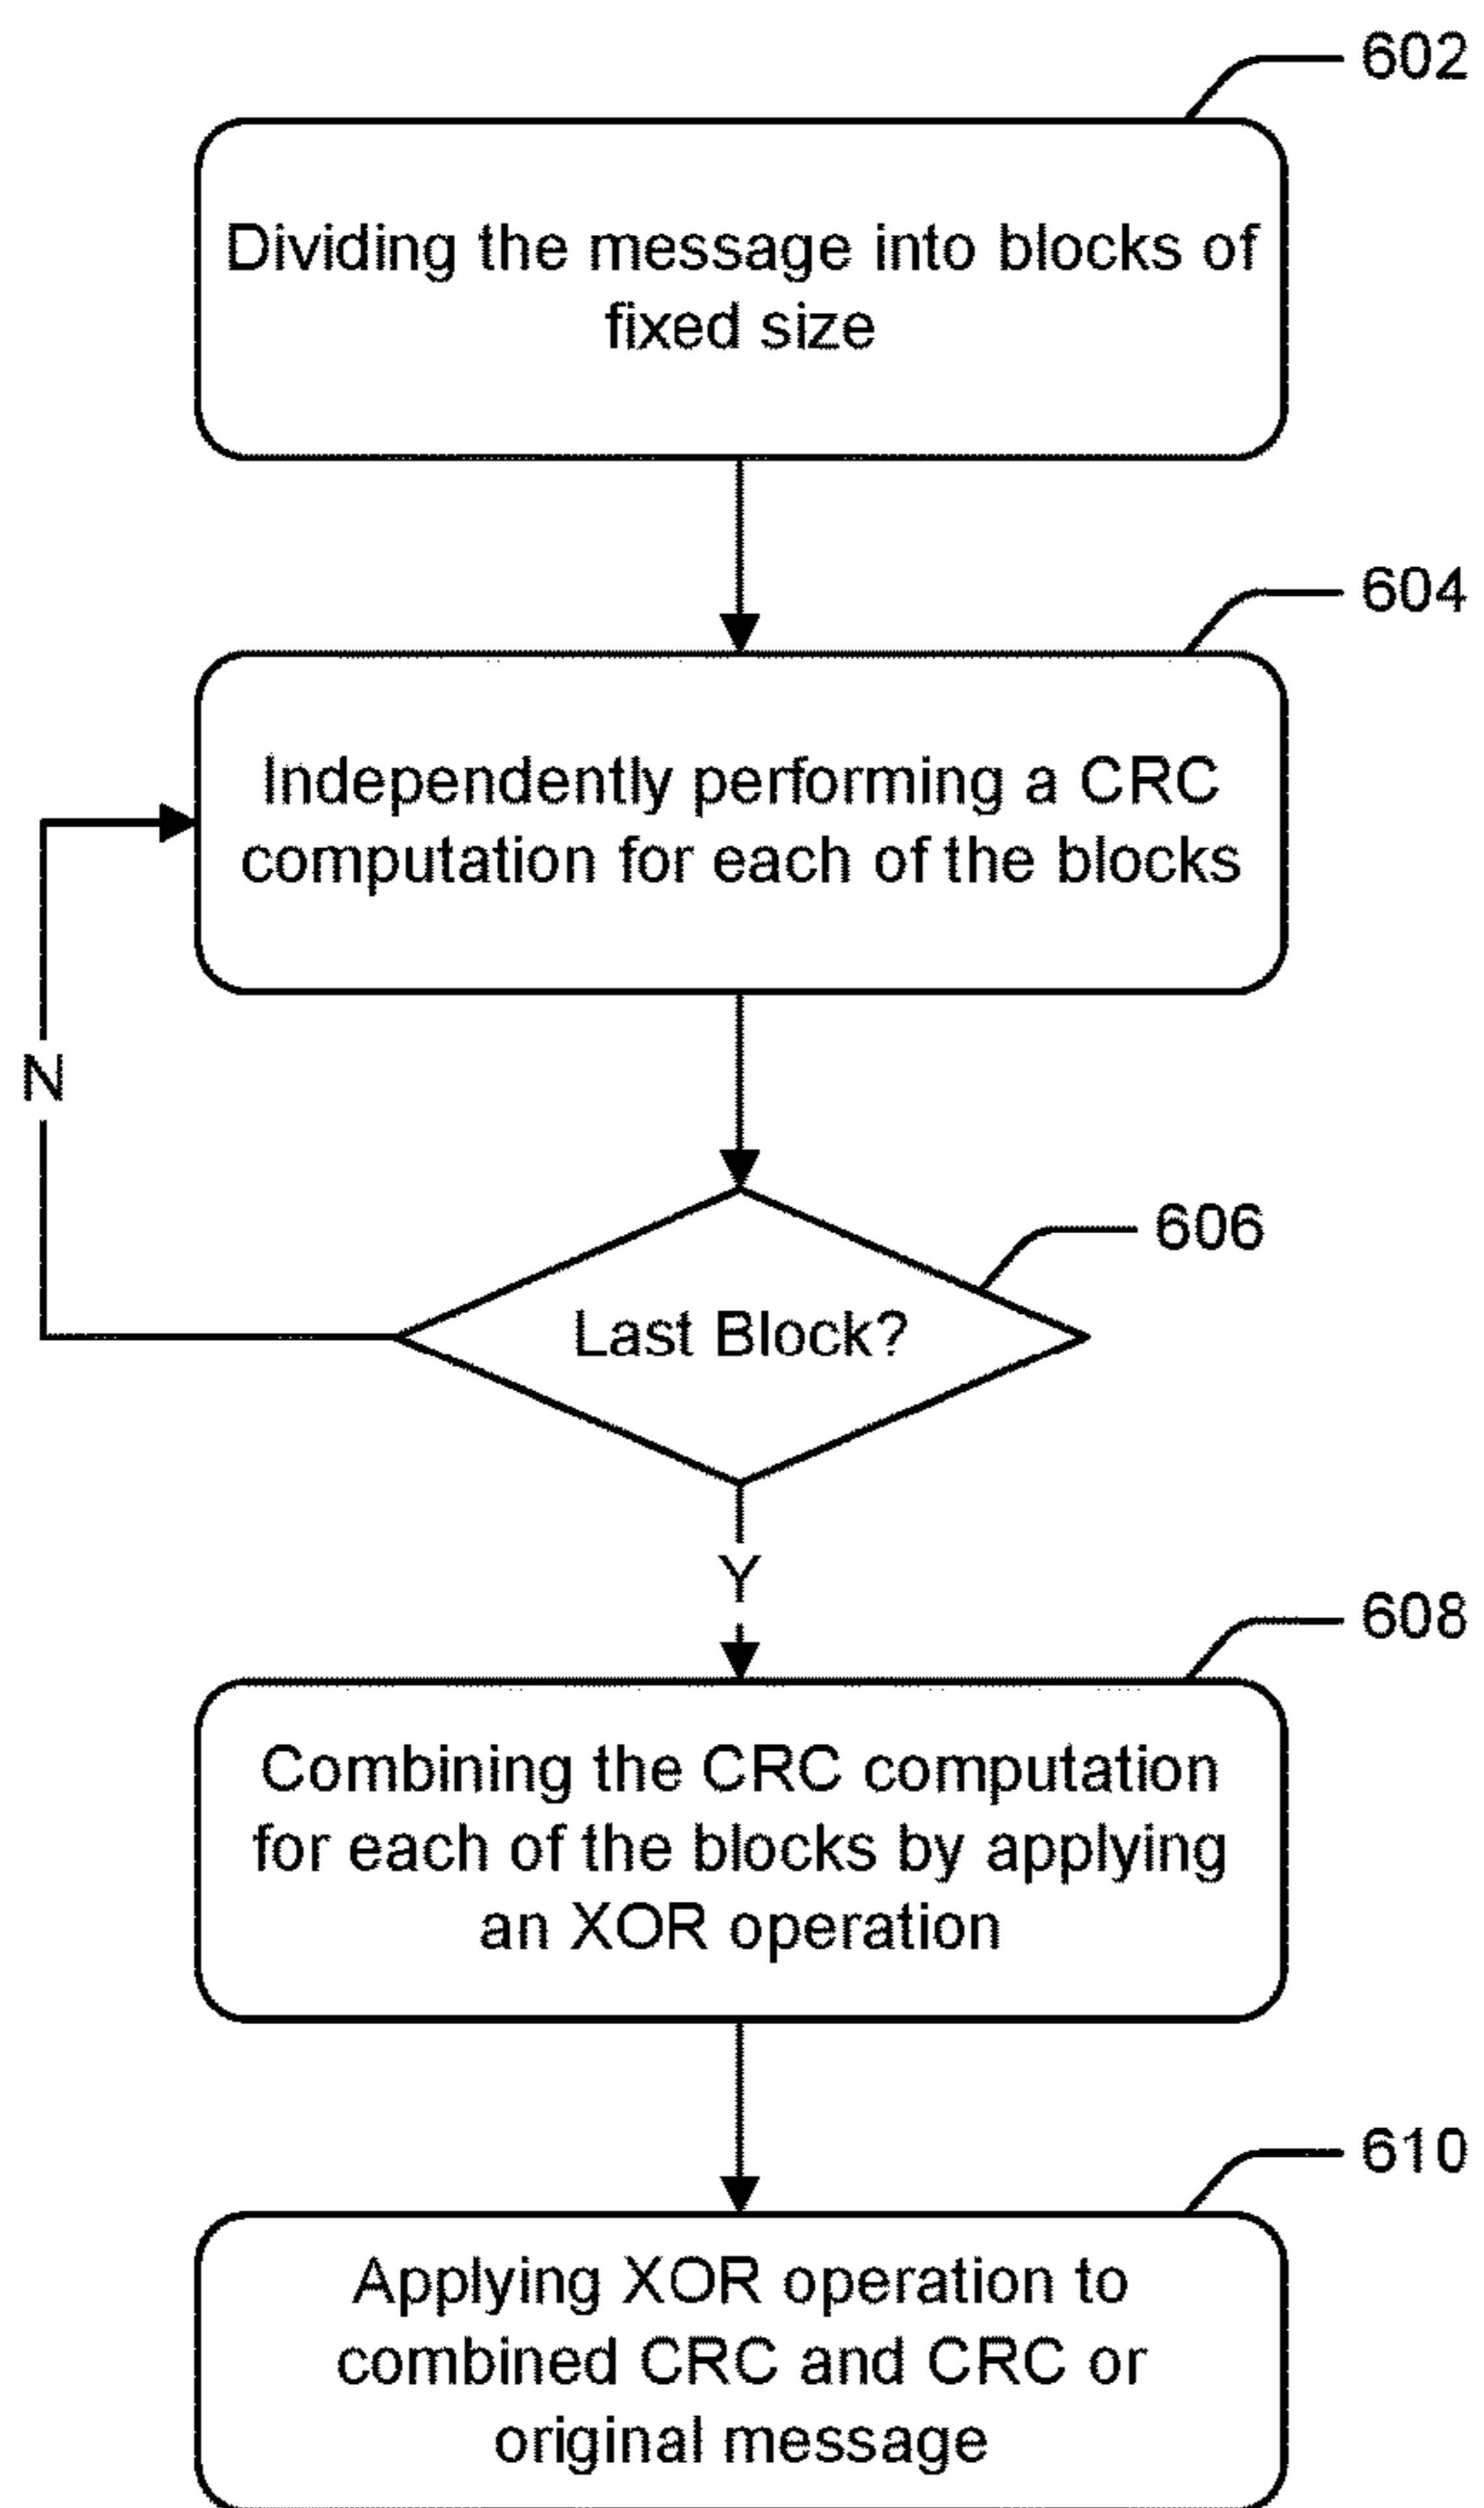 602
Dividing the message into blocks of
fixed size
604
Independently performing a CRC
computation for each of the blocks
N
606
Last Block?
Y
608
Combining the CRC computation
for each of the blocks by applying
an XOR operation
610
Applying XOR operation to
combined CRC and CRC or
original message